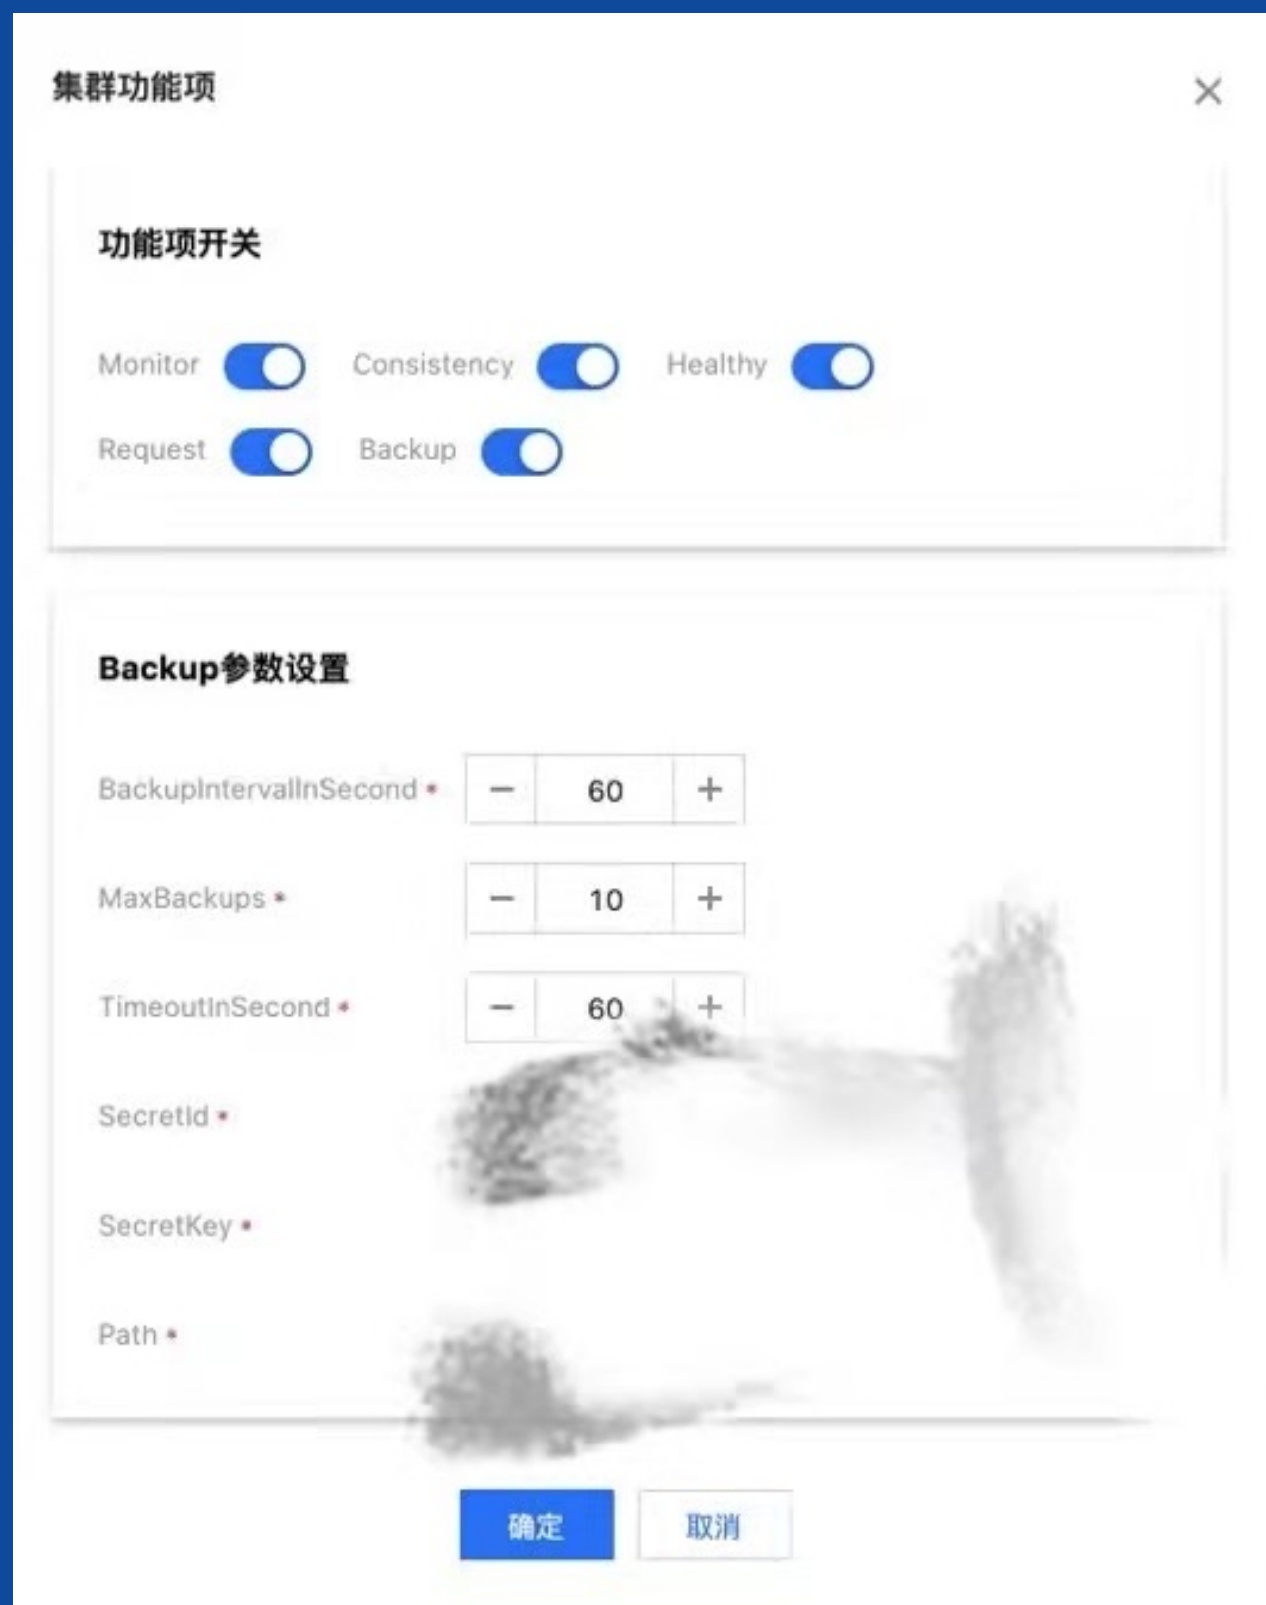 集群功能项
功能项开关
Monitor Consistency Healthy
Request Backup
Backup参数设置
BackupIntervalInSecond * − 60 +
MaxBackups * − 10 +
TimeoutInSecond * − 60 +
SecretId *
SecretKey *
Path *
确定 取消